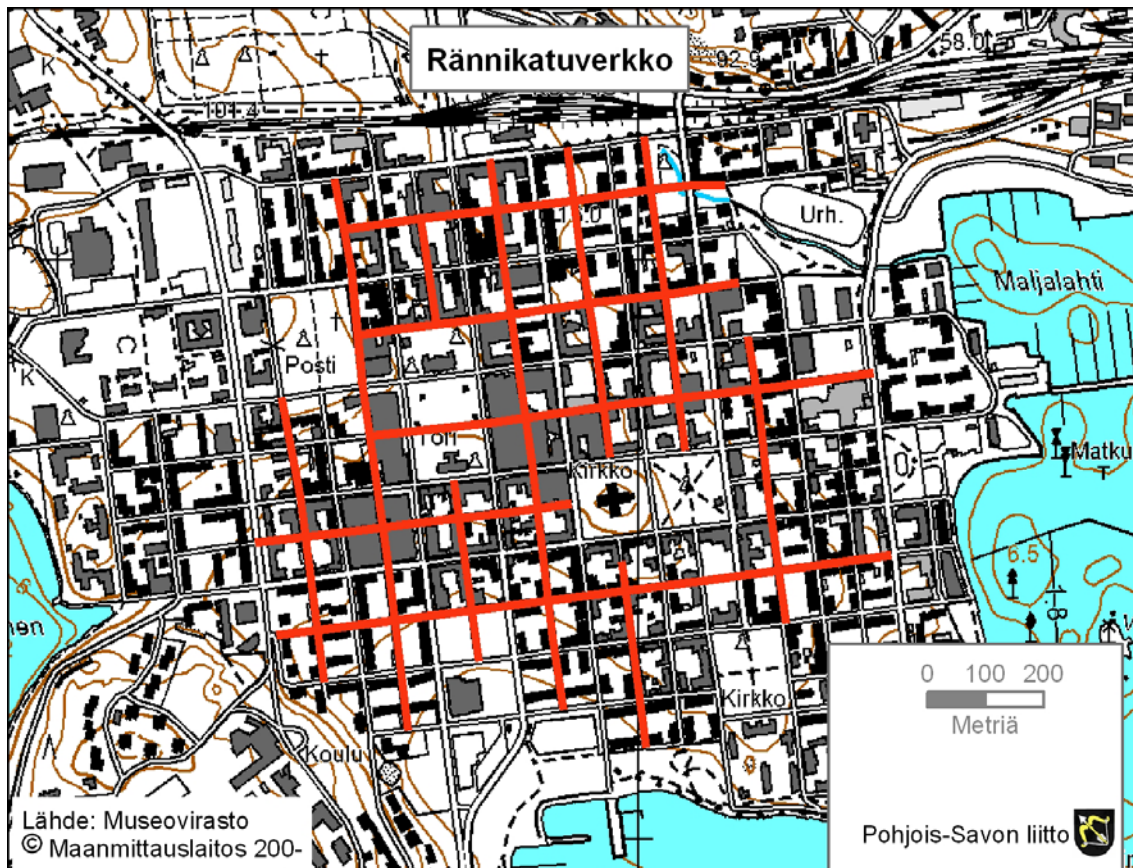 Rännikatuverkko
58.0
92.9
101.4
K
Urh.
Maljalahti
Posti
K
Tori
Kirkko
Matku
6.5
Kirkko
Koulu
0 100 200
Metriä
Lähde: Museovirasto
© Maanmittauslaitos 200-
Pohjois-Savon liitto